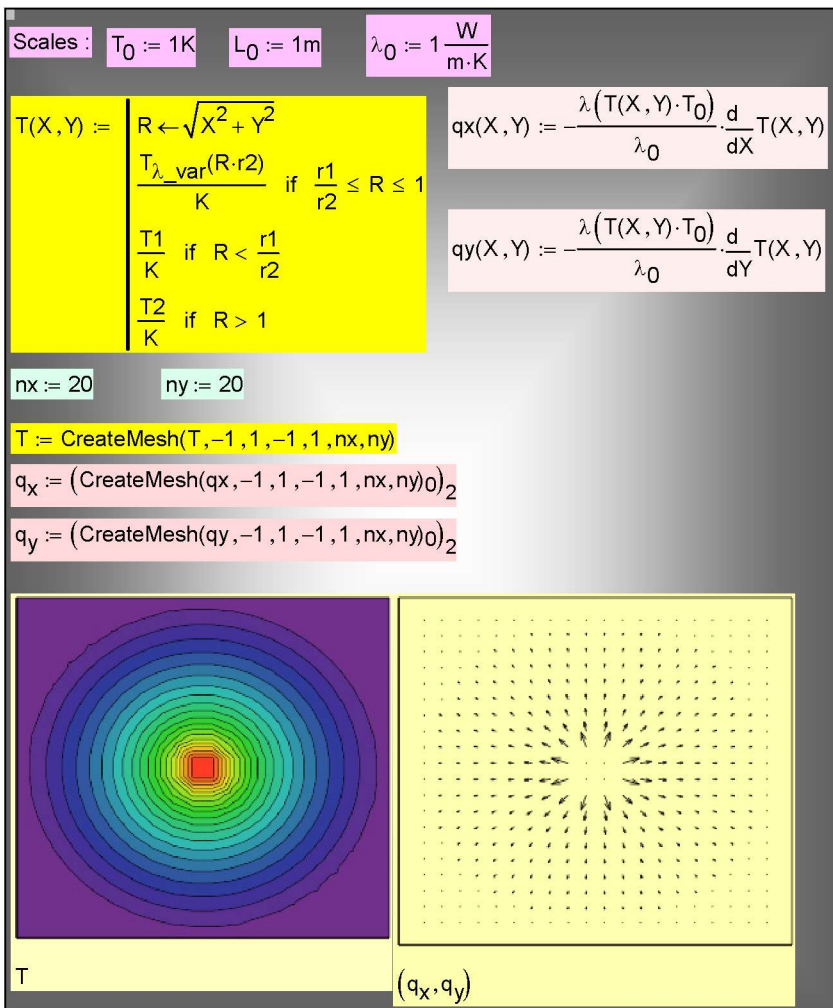 Scales : T0 := 1K L0 := 1m λ0 := 1 W/(m·K)
T(X,Y) := | R ← √(X² + Y²)
Tλ_var(R·r2)/K if r1/r2 ≤ R ≤ 1
T1/K if R < r1/r2
T2/K if R > 1
qx(X,Y) := -λ(T(X,Y)·T0)/λ0 · d/dX T(X,Y)
qy(X,Y) := -λ(T(X,Y)·T0)/λ0 · d/dY T(X,Y)
nx := 20 ny := 20
T := CreateMesh(T,-1,1,-1,1,nx,ny)
qx := (CreateMesh(qx,-1,1,-1,1,nx,ny)0)2
qy := (CreateMesh(qy,-1,1,-1,1,nx,ny)0)2
T
(qx,qy)